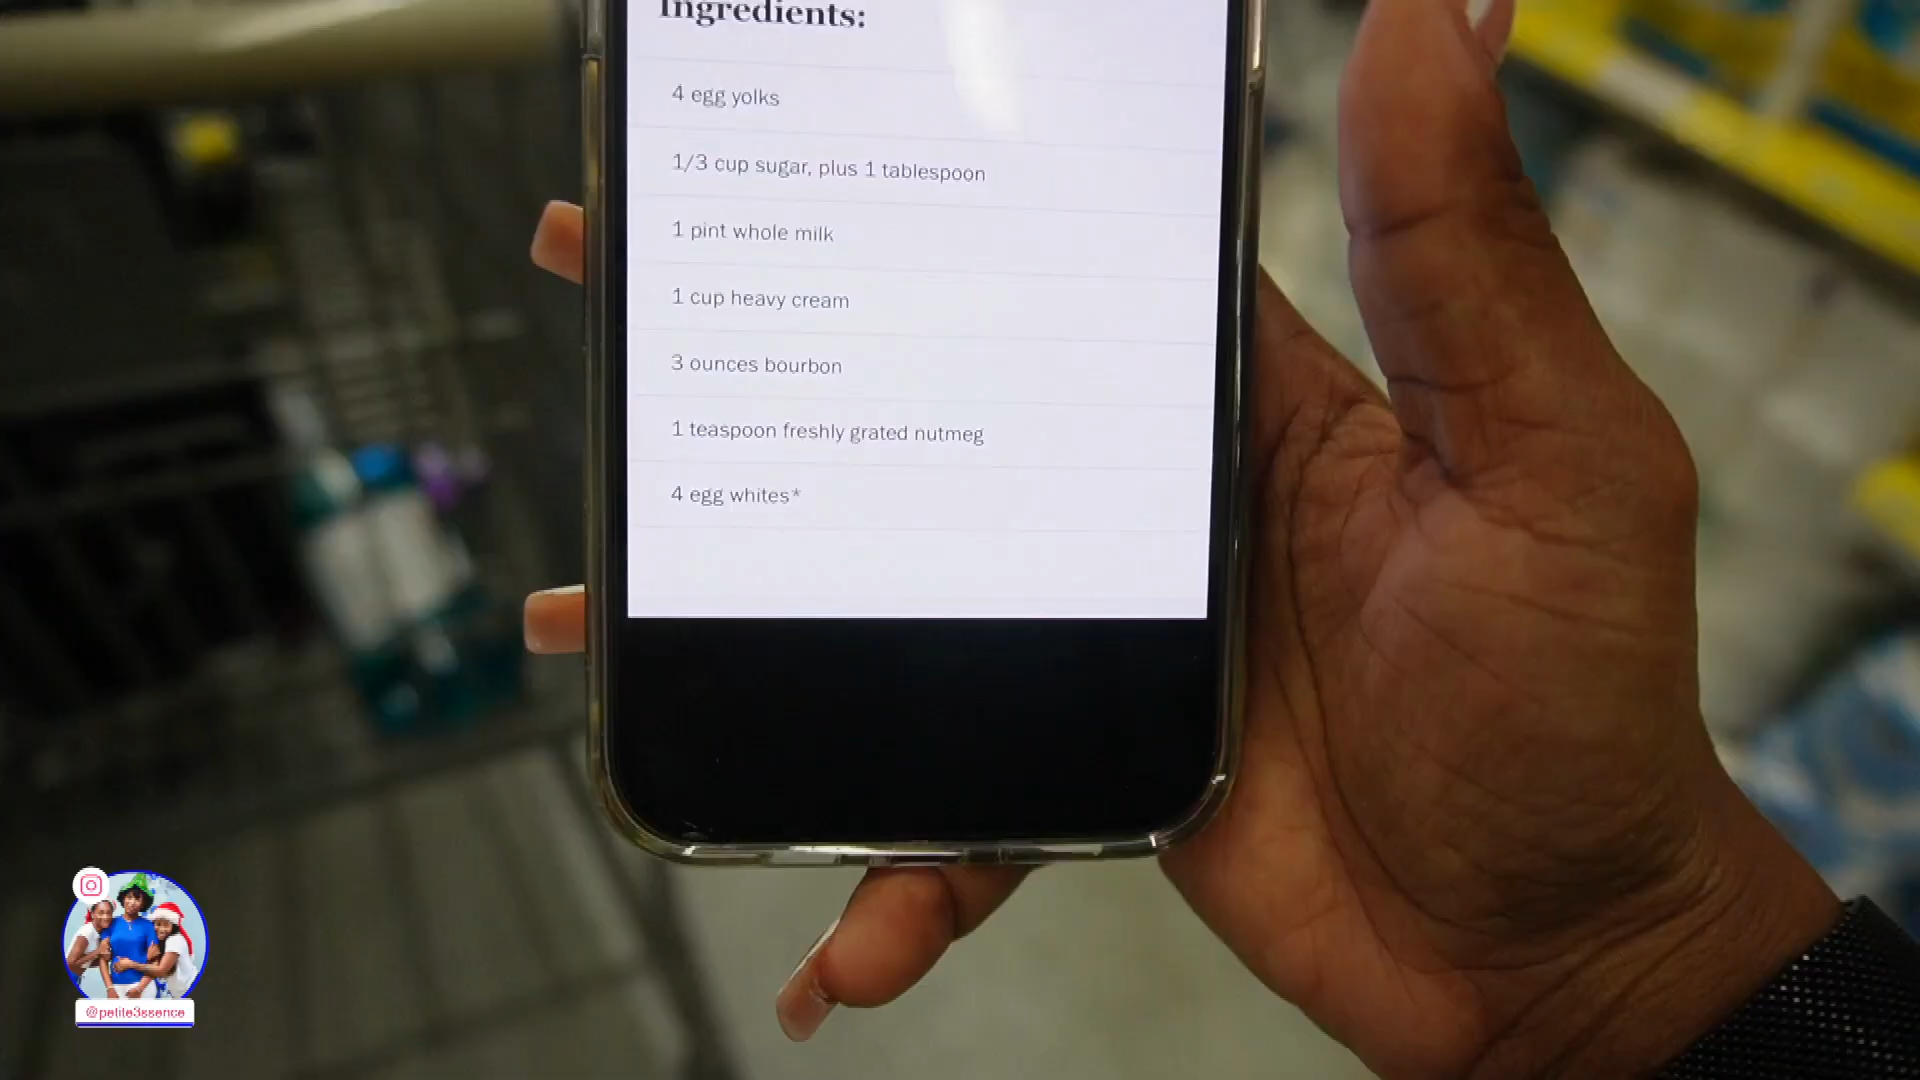 Ingredients:
4 egg yolks
1/3 cup sugar, plus 1 tablespoon
1 pint whole milk
1 cup heavy cream
3 ounces bourbon
1 teaspoon freshly grated nutmeg
4 egg whites*
@petite3ssence